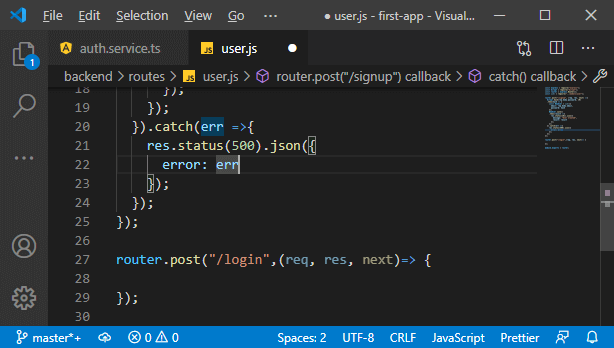 File Edit Selection ··· ● user.js - first-app - Visual...
auth.service.ts JS user.js ●
backend > routes > JS user.js > router.post("/signup") callback > catch() callback >
18 });
19 });
20 }).catch(err =>{
21 res.status(500).json({
22 error: err
23 });
24 });
25 });
26
27 router.post("/login",(req, res, next)=> {
28
29 });
30
1
master*+ 0 0 Spaces: 2 UTF-8 CRLF JavaScript Prettier